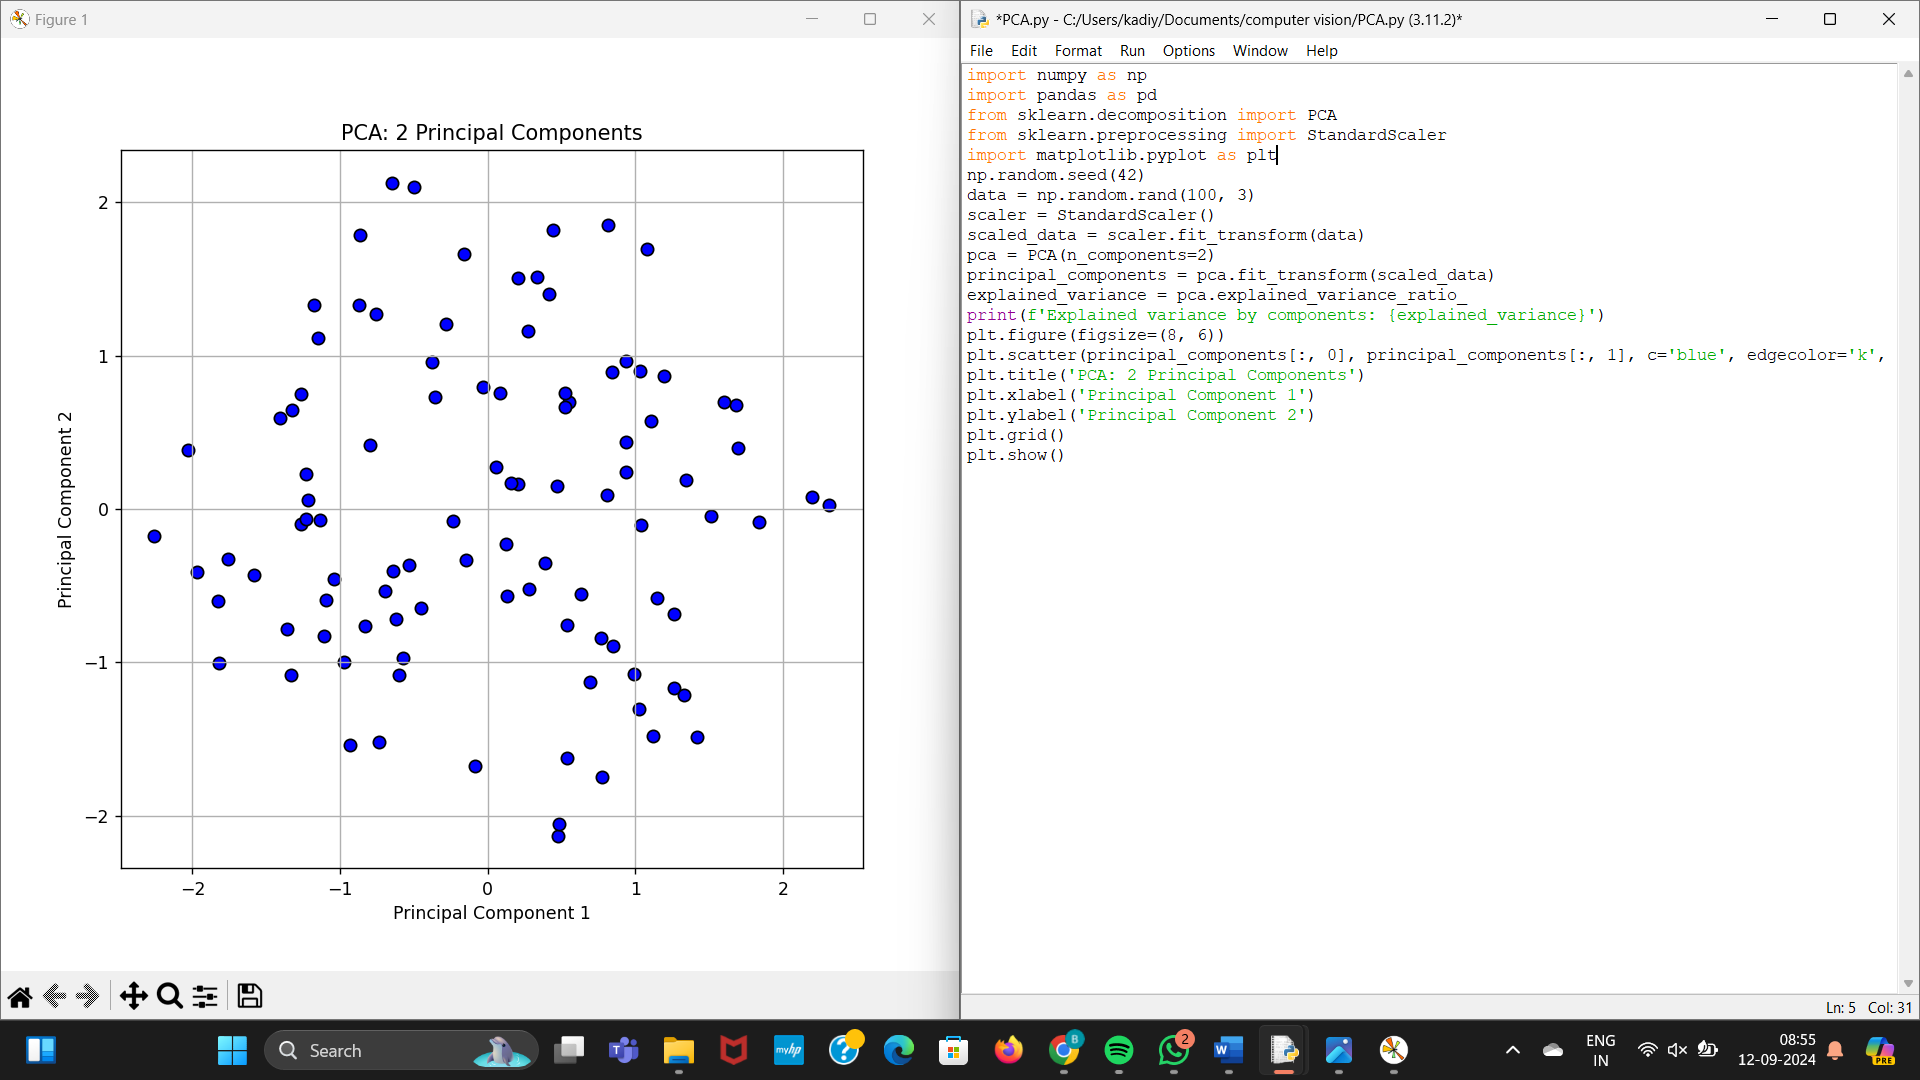 Figure 1
PCA: 2 Principal Components
2
1
0
−1
−2
Principal Component 2
−2
−1
0
1
2
Principal Component 1
*PCA.py - C:/Users/kadiy/Documents/computer vision/PCA.py (3.11.2)*
File Edit Format Run Options Window Help
import numpy as np
import pandas as pd
from sklearn.decomposition import PCA
from sklearn.preprocessing import StandardScaler
import matplotlib.pyplot as plt
np.random.seed(42)
data = np.random.rand(100, 3)
scaler = StandardScaler()
scaled_data = scaler.fit_transform(data)
pca = PCA(n_components=2)
principal_components = pca.fit_transform(scaled_data)
explained_variance = pca.explained_variance_ratio_
print(f'Explained variance by components: {explained_variance}')
plt.figure(figsize=(8, 6))
plt.scatter(principal_components[:, 0], principal_components[:, 1], c='blue', edgecolor='k',
plt.title('PCA: 2 Principal Components')
plt.xlabel('Principal Component 1')
plt.ylabel('Principal Component 2')
plt.grid()
plt.show()
Ln: 5 Col: 31
Search
myhp
B
2
W
ENG
IN
08:55
12-09-2024
PRE